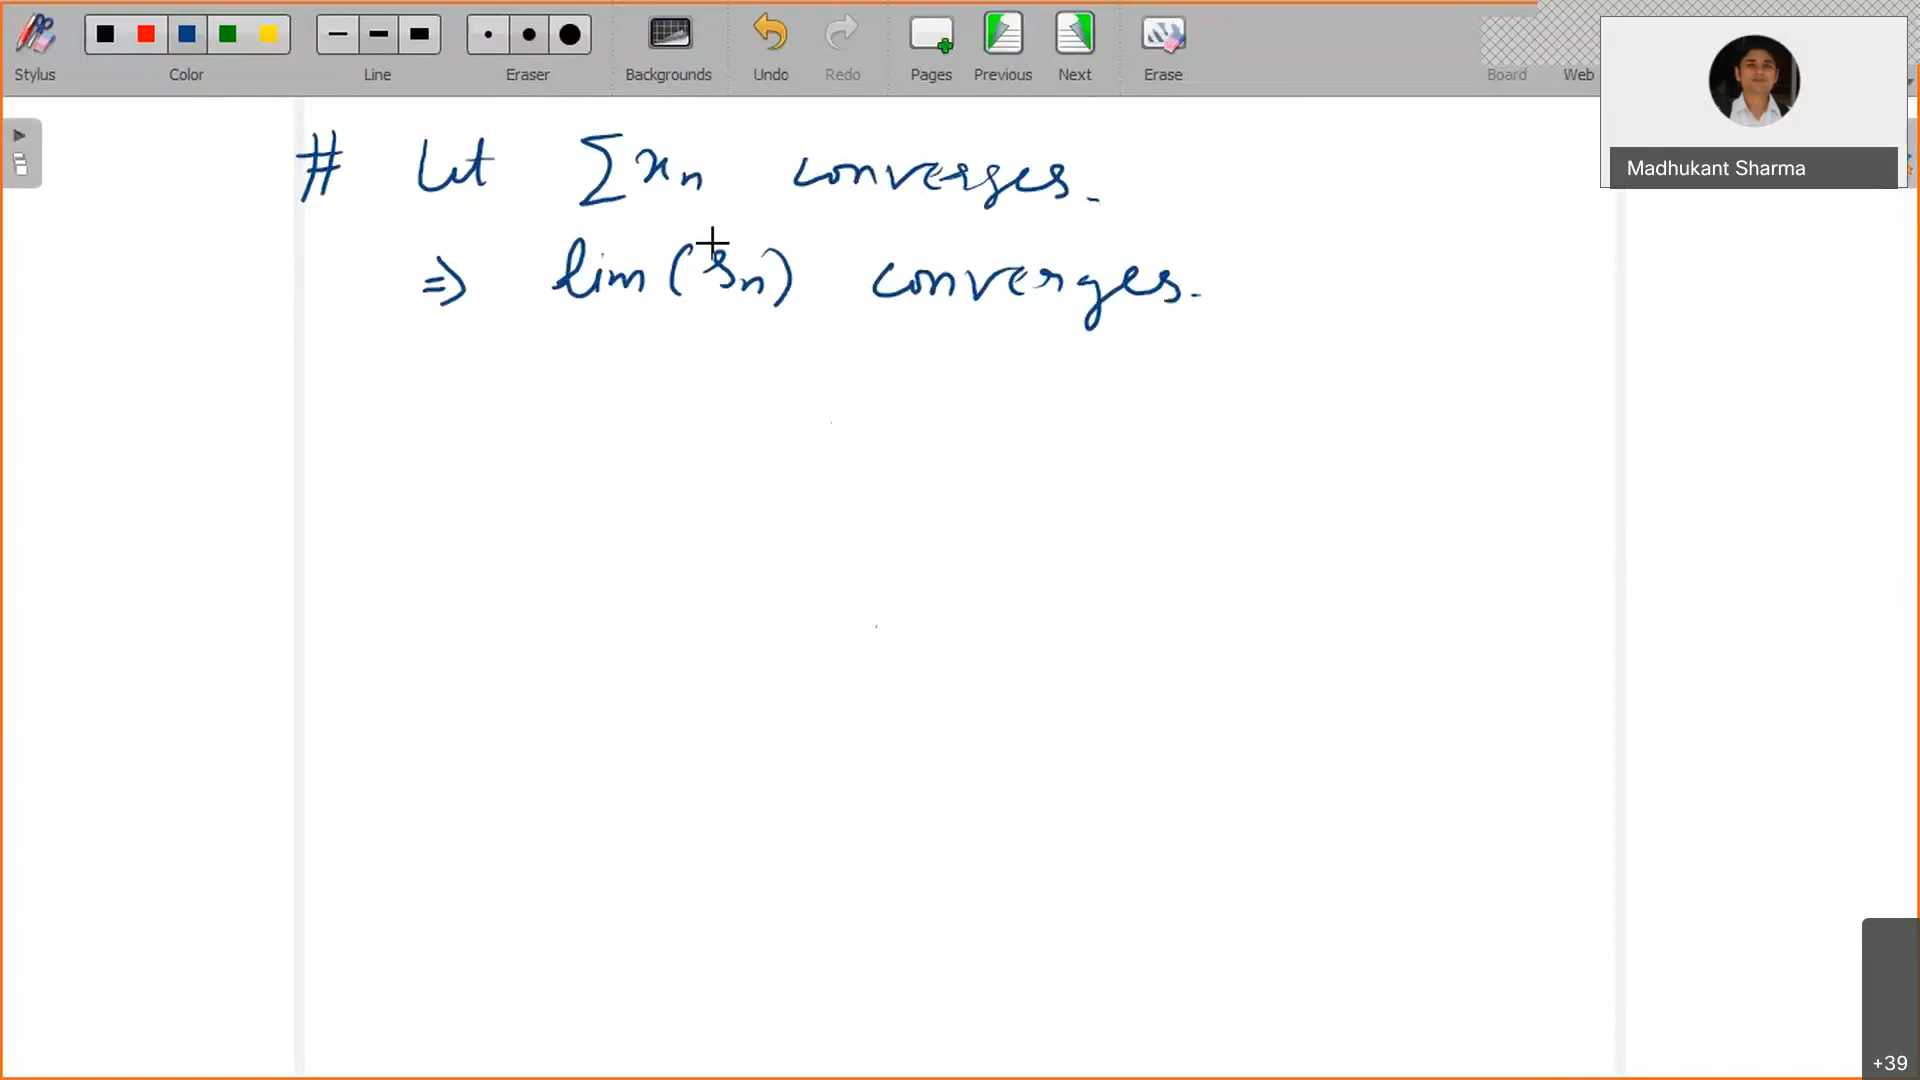 Stylus
Color
Line
Eraser
Backgrounds
Undo
Redo
Pages
Previous
Next
Erase
Board
Web
Madhukant Sharma
# Let ∑xₙ converges.
⇒ lim(sₙ) converges.
+39